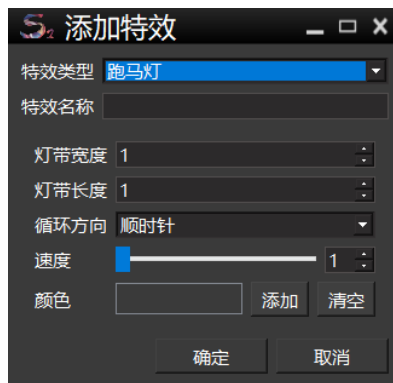 S2 添加特效
特效类型 跑马灯
特效名称
灯带宽度 1
灯带长度 1
循环方向 顺时针
速度 1
颜色 添加 清空
确定 取消